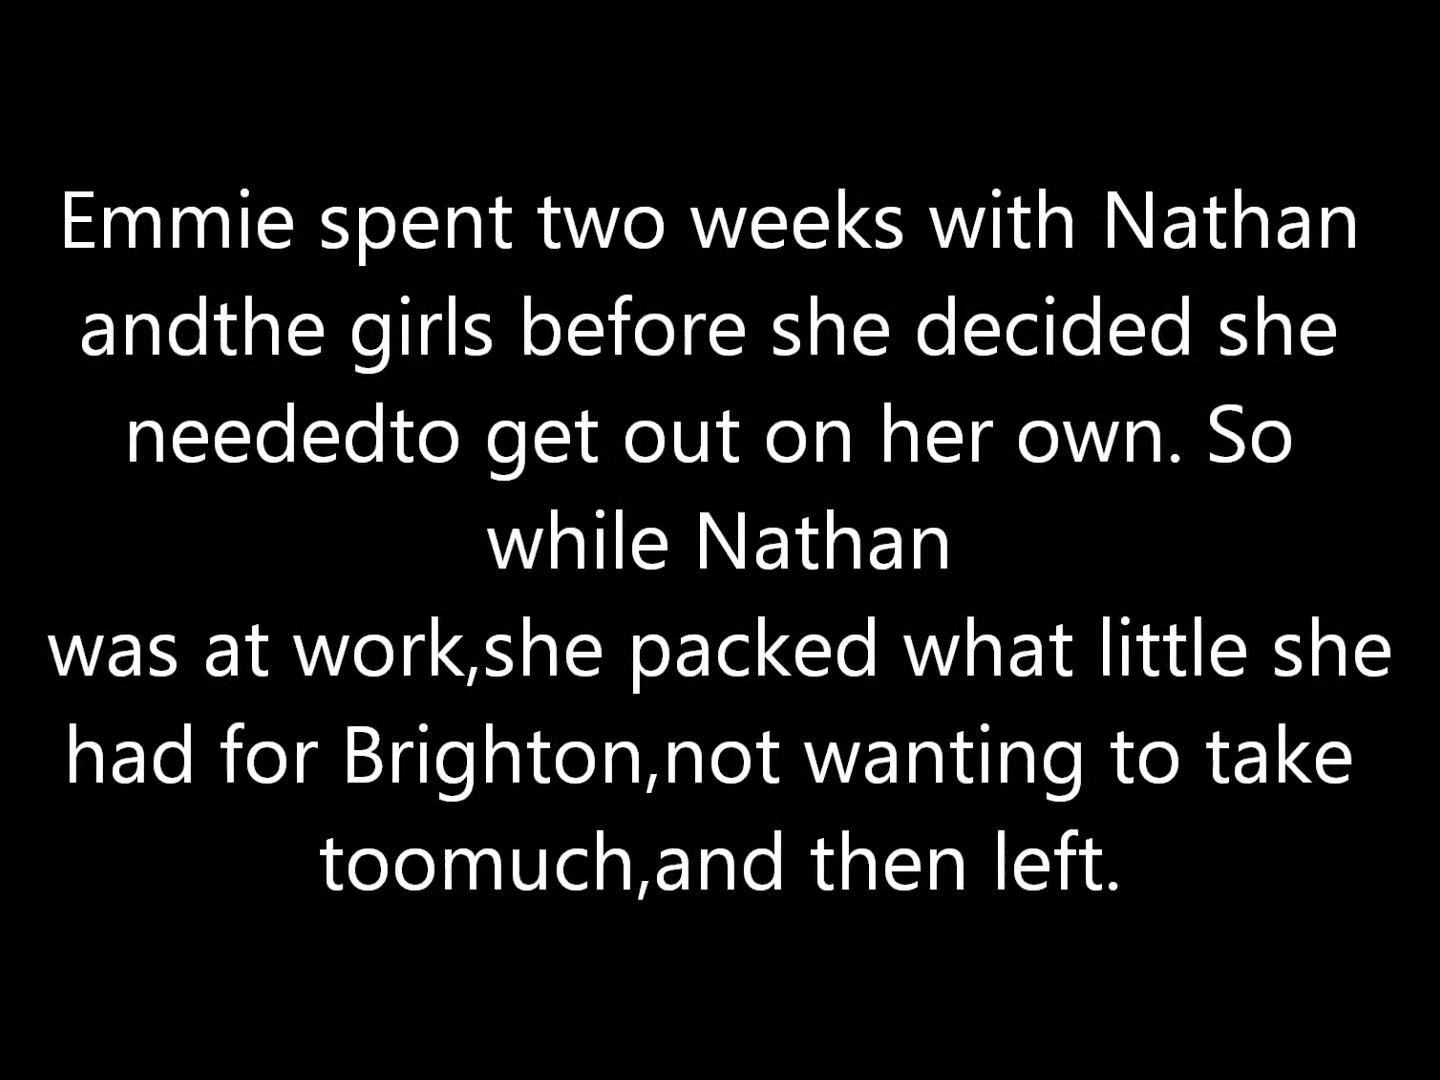 Emmie spent two weeks with Nathan
andthe girls before she decided she
neededto get out on her own. So
while Nathan
was at work,she packed what little she
had for Brighton,not wanting to take
toomuch,and then left.